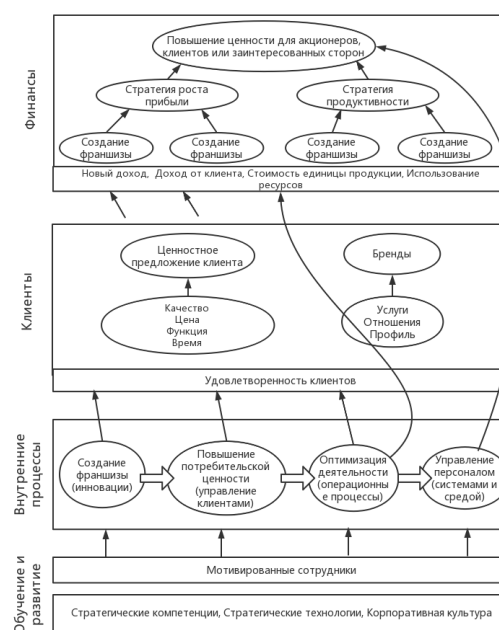 Финансы
Повышение ценности для акционеров,
клиентов или заинтересованных сторон
Стратегия роста
прибыли
Стратегия
продуктивности
Создание
франшизы
Создание
франшизы
Создание
франшизы
Создание
франшизы
Новый доход, Доход от клиента, Стоимость единицы продукции, Использование
ресурсов
Клиенты
Ценностное
предложение клиента
Бренды
Качество
Цена
Функция
Время
Услуги
Отношения
Профиль
Удовлетворенность клиентов
Внутренние
процессы
Создание
франшизы
(инновации)
Повышение
потребительской
ценности
(управление
клиентами)
Оптимизация
деятельности
(операционны
е процессы)
Управление
персоналом
(системами и
средой)
Обучение и
развитие
Мотивированные сотрудники
Стратегические компетенции, Стратегические технологии, Корпоративная культура